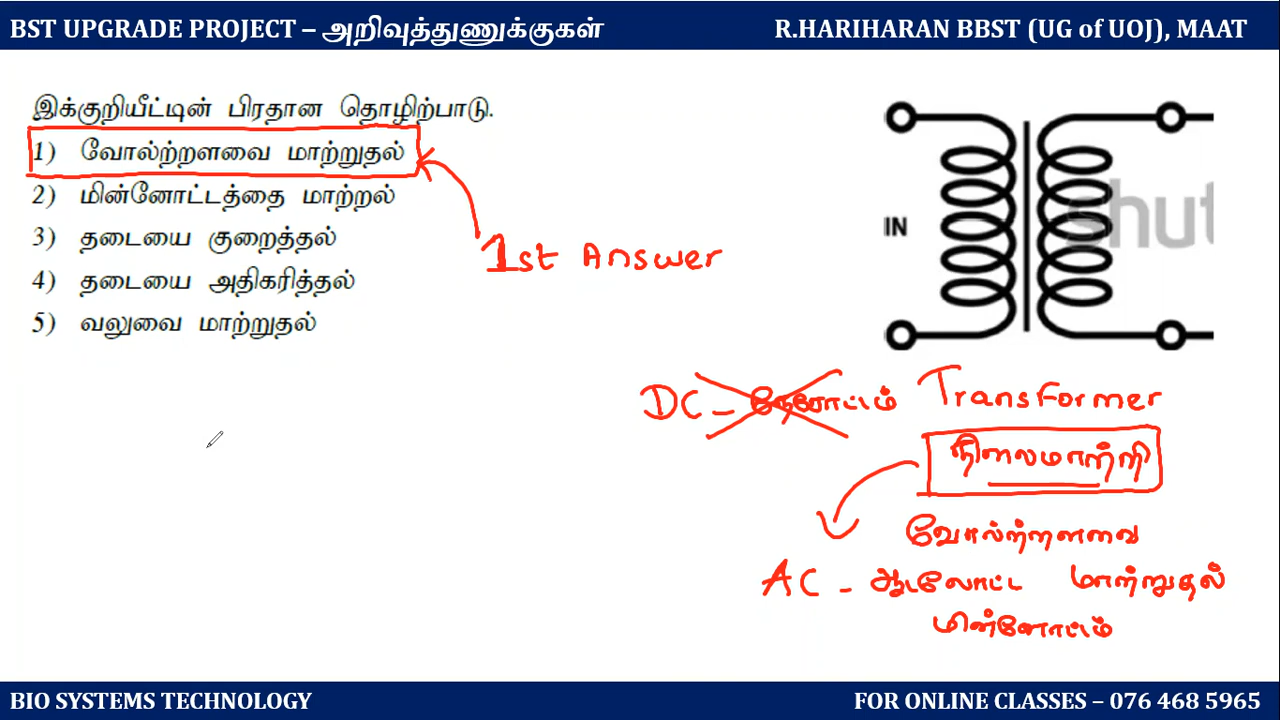 BST UPGRADE PROJECT – அறிவுத்துணுக்குகள்
R.HARIHARAN BBST (UG of UOJ), MAAT
இக்குறியீட்டின் பிரதான தொழிற்பாடு.
1) வோல்ற்றளவை மாற்றுதல்
2) மின்னோட்டத்தை மாற்றல்
3) தடையை குறைத்தல்
4) தடையை அதிகரித்தல்
5) வலுவை மாற்றுதல்
1st Answer
IN
shut
DC – நேரோட்டம்
Transformer
நிலைமாற்றி
வோல்ற்றளவை
மாற்றுதல்
AC – ஆடலோட்ட
மின்னோட்டம்
BIO SYSTEMS TECHNOLOGY
FOR ONLINE CLASSES – 076 468 5965